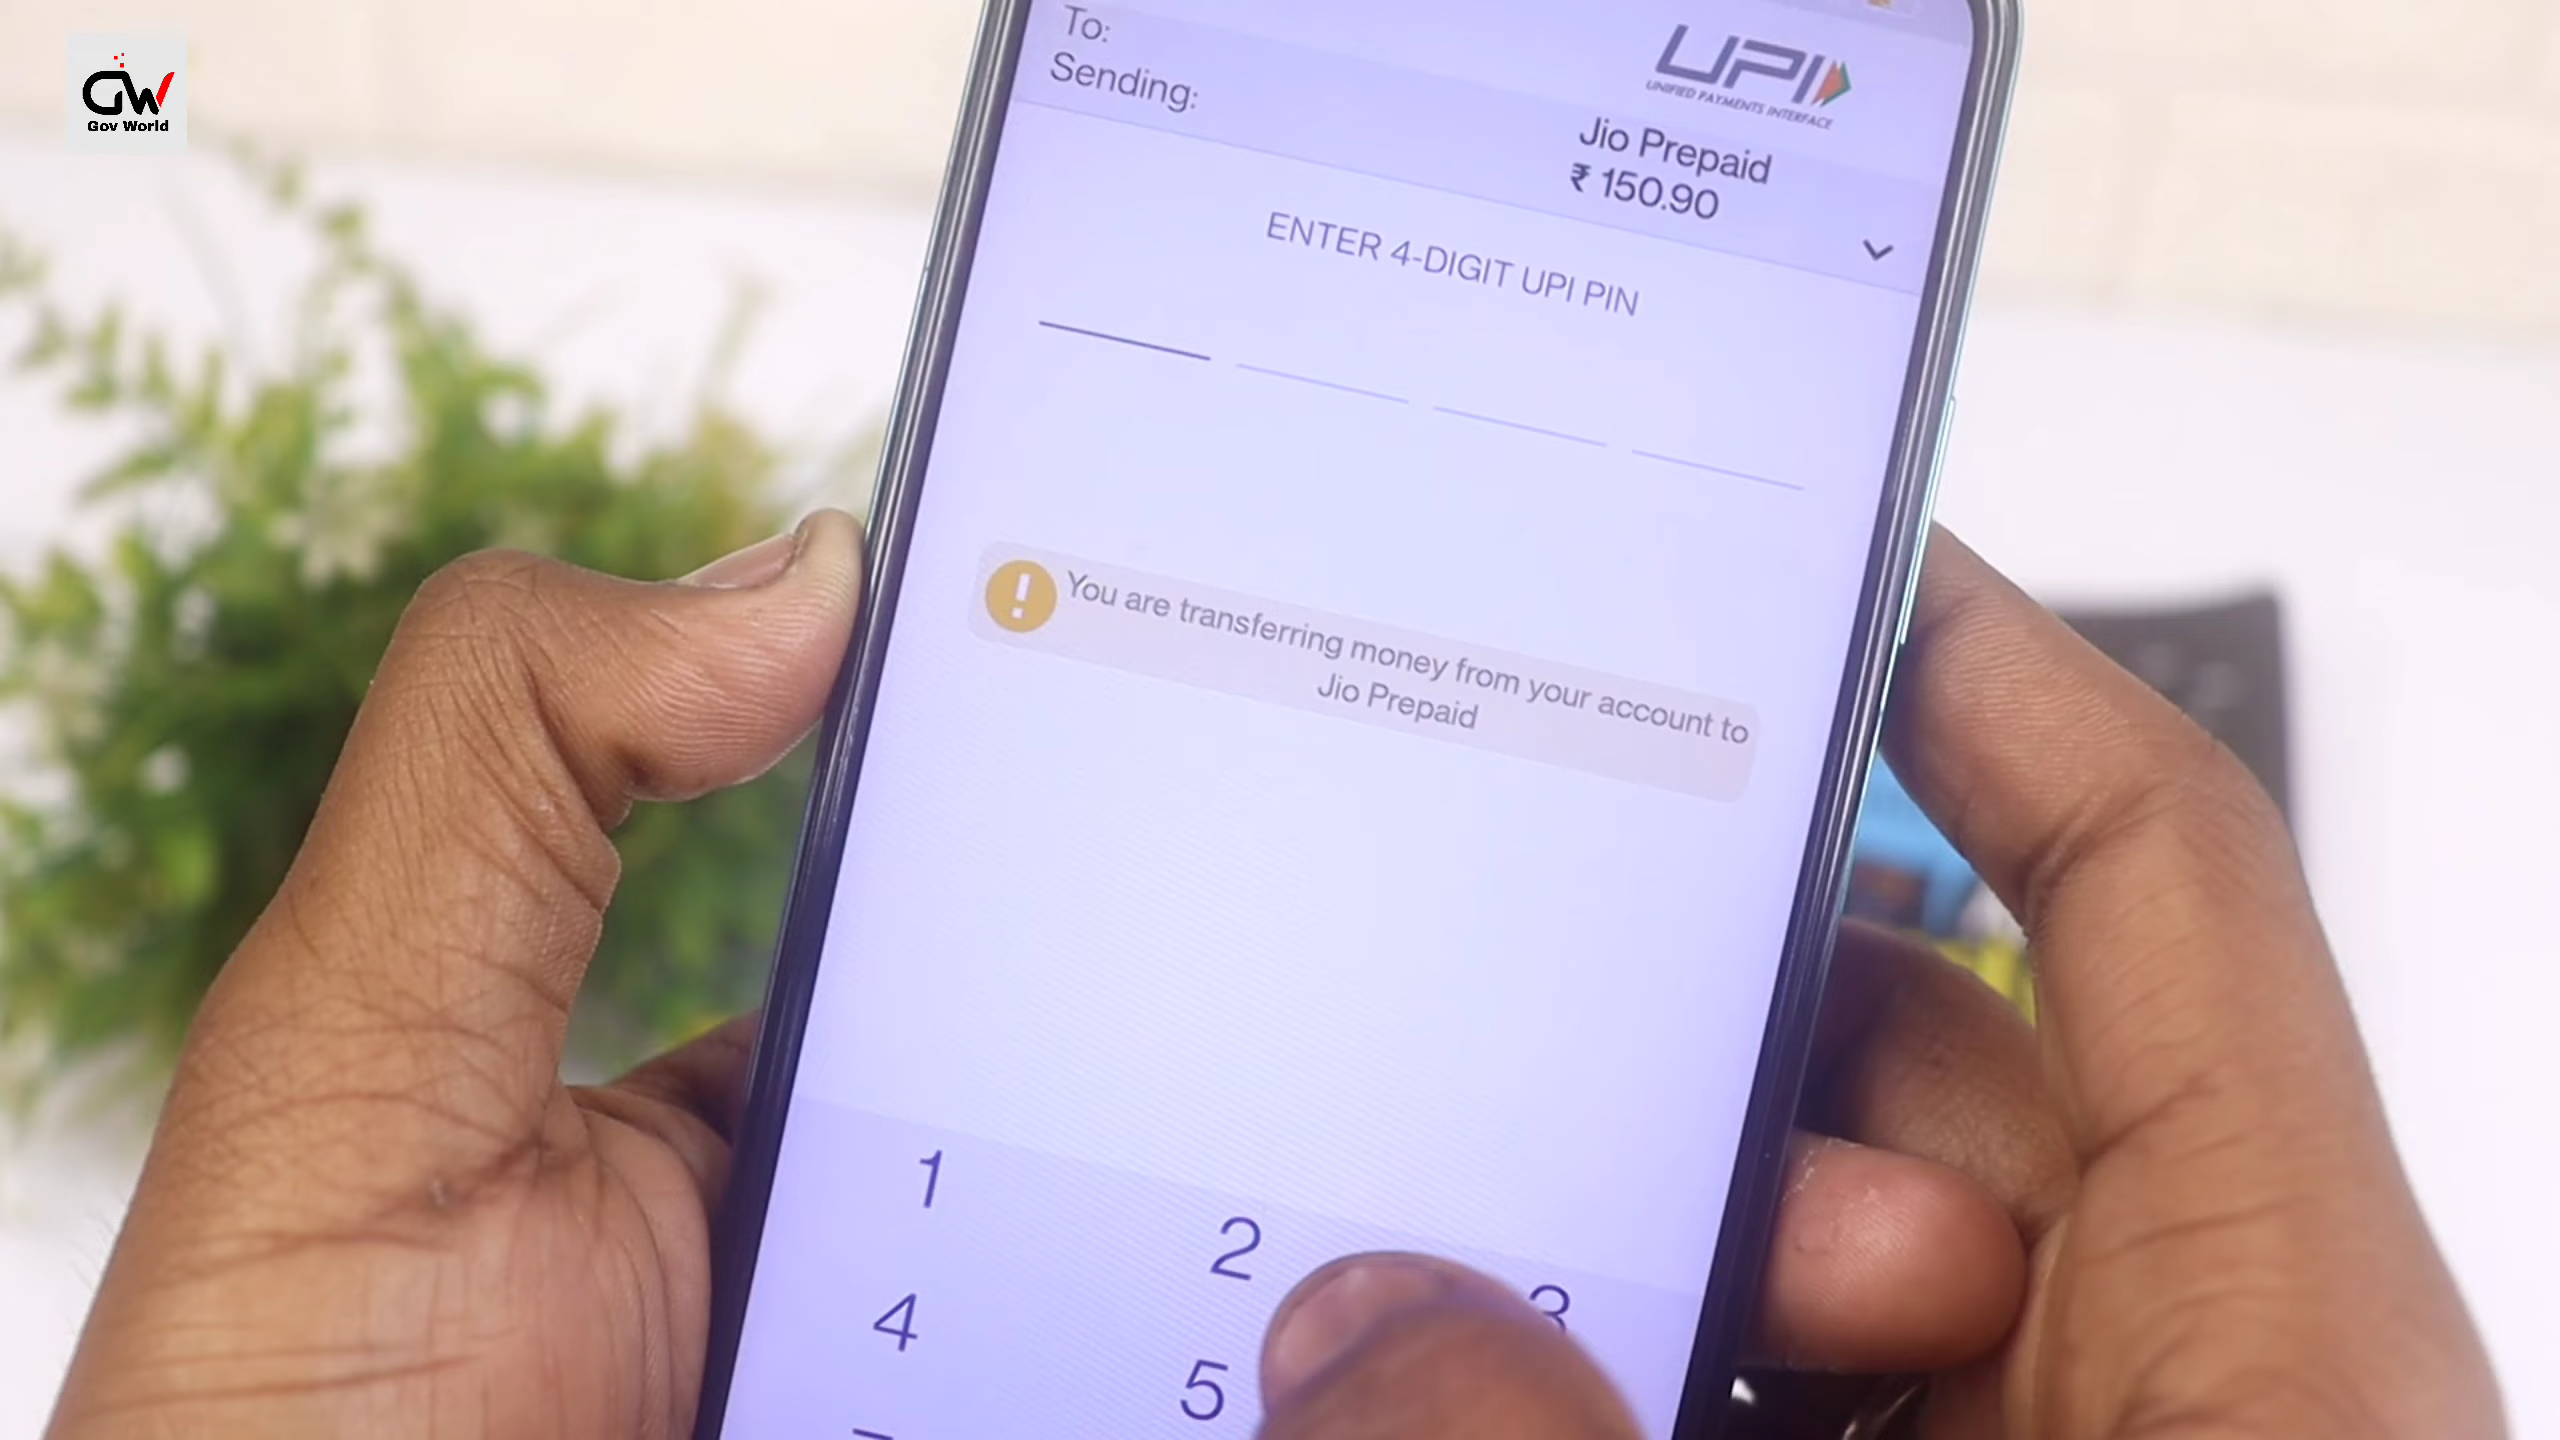 GW
Gov World
To:
Sending:
UPI
UNIFIED PAYMENTS INTERFACE
Jio Prepaid
₹ 150.90
ENTER 4-DIGIT UPI PIN
You are transferring money from your account to
Jio Prepaid
1
2
3
4
5